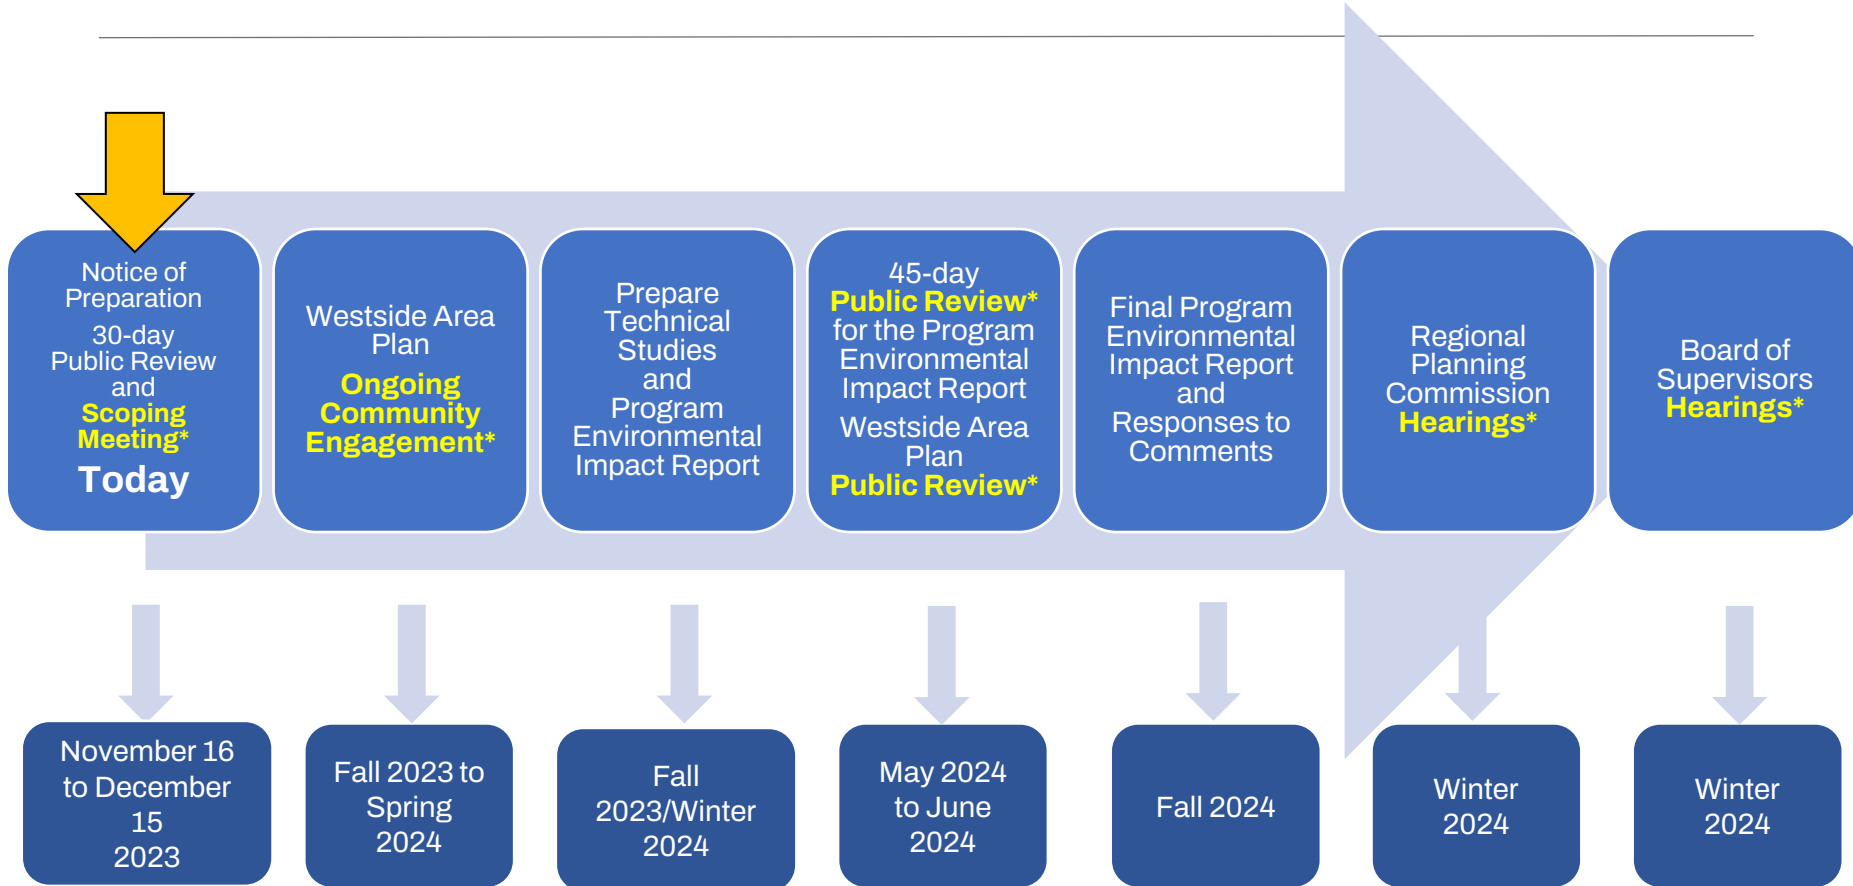 Notice of
Preparation
30-day
Public Review
and
Scoping
Meeting*
Today
Westside Area
Plan
Ongoing
Community
Engagement*
Prepare
Technical
Studies
and
Program
Environmental
Impact Report
45-day
Public Review*
for the Program
Environmental
Impact Report
Westside Area
Plan
Public Review*
Final Program
Environmental
Impact Report
and
Responses to
Comments
Regional
Planning
Commission
Hearings*
Board of
Supervisors
Hearings*
November 16
to December
15
2023
Fall 2023 to
Spring
2024
Fall
2023/Winter
2024
May 2024
to June
2024
Fall 2024
Winter
2024
Winter
2024